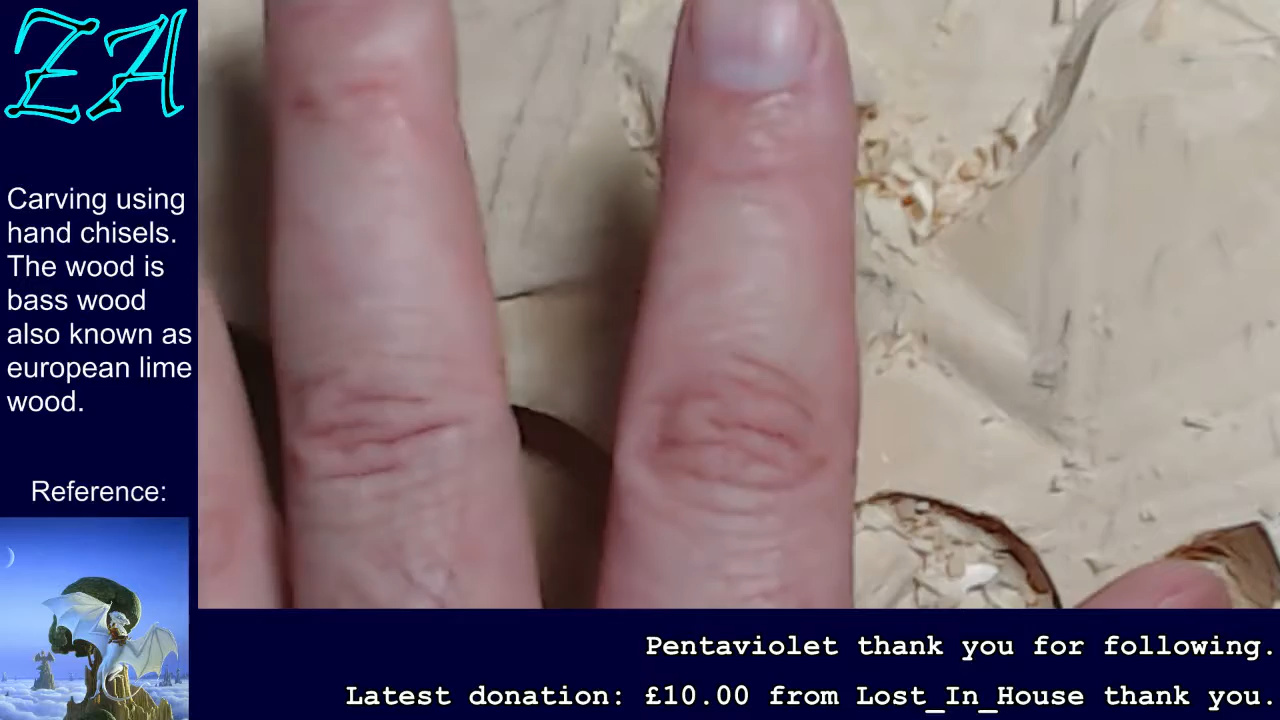 ZA
Carving using
hand chisels.
The wood is
bass wood
also known as
european lime
wood.
Reference:
Pentaviolet thank you for following.
Latest donation: £10.00 from Lost_In_House thank you.